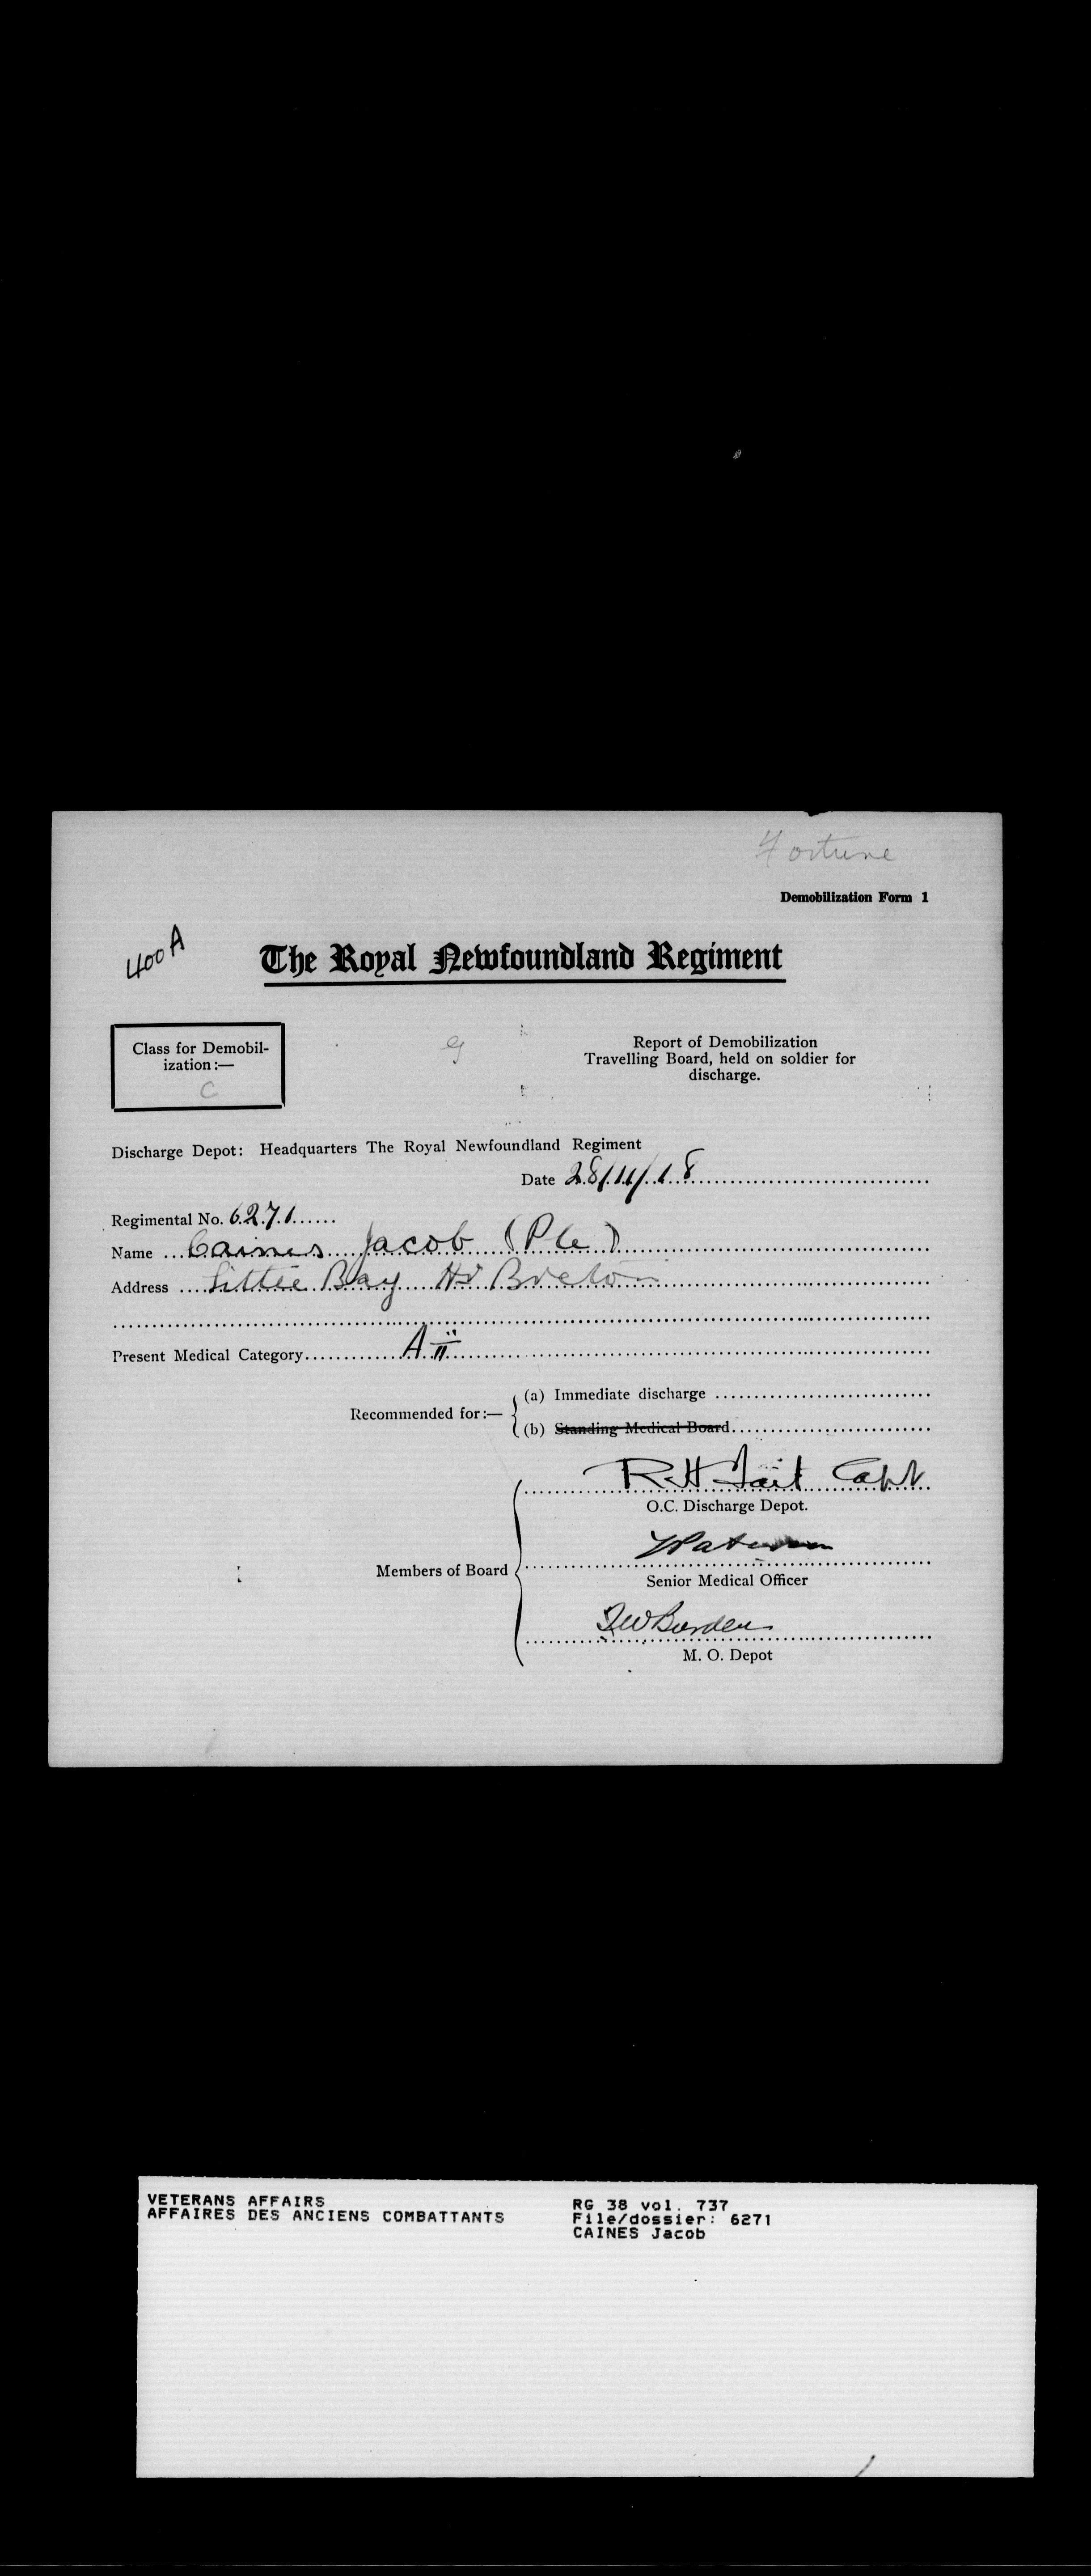 Fortune
Demobilization Form 1
400 A
The Royal Newfoundland Regiment
Class for Demobil-
ization:—
C
Report of Demobilization
Travelling Board, held on soldier for
discharge.
Discharge Depot: Headquarters The Royal Newfoundland Regiment
Date 28/11/18
Regimental No. 6271
Name Caines Jacob (Pte)
Address Little Bay Hr Breton
Present Medical Category A II
Recommended for:—
(a) Immediate discharge
(b) Standing Medical Board
R H Tait Capt
O.C. Discharge Depot.
Members of Board
Paterson
Senior Medical Officer
Burden
M. O. Depot
VETERANS AFFAIRS
AFFAIRES DES ANCIENS COMBATTANTS
RG 38 vol. 737
File/dossier: 6271
CAINES Jacob